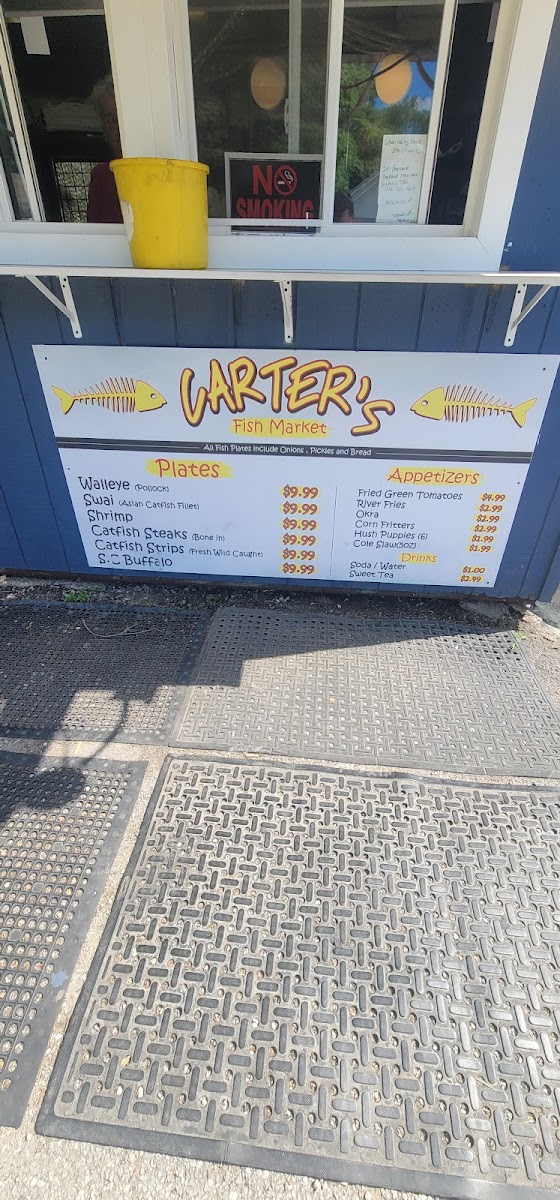 NO
SMOKING
CARTER's
Fish Market
All Fish Plates include Onions, Pickles and Bread
Plates
Walleye (Pollock) $9.99
Swai (Asian Catfish Fillet) $9.99
Shrimp $9.99
Catfish Steaks (Bone in) $9.99
Catfish Strips (Fresh Wild Caught) $9.99
S.C Buffalo $9.99
Appetizers
Fried Green Tomatoes $4.99
River Fries $2.99
Okra $2.99
Corn Fritters $2.99
Hush Puppies (6) $1.99
Cole Slaw(5oz) $1.99
Drinks
Soda / Water $1.00
Sweet Tea $2.49